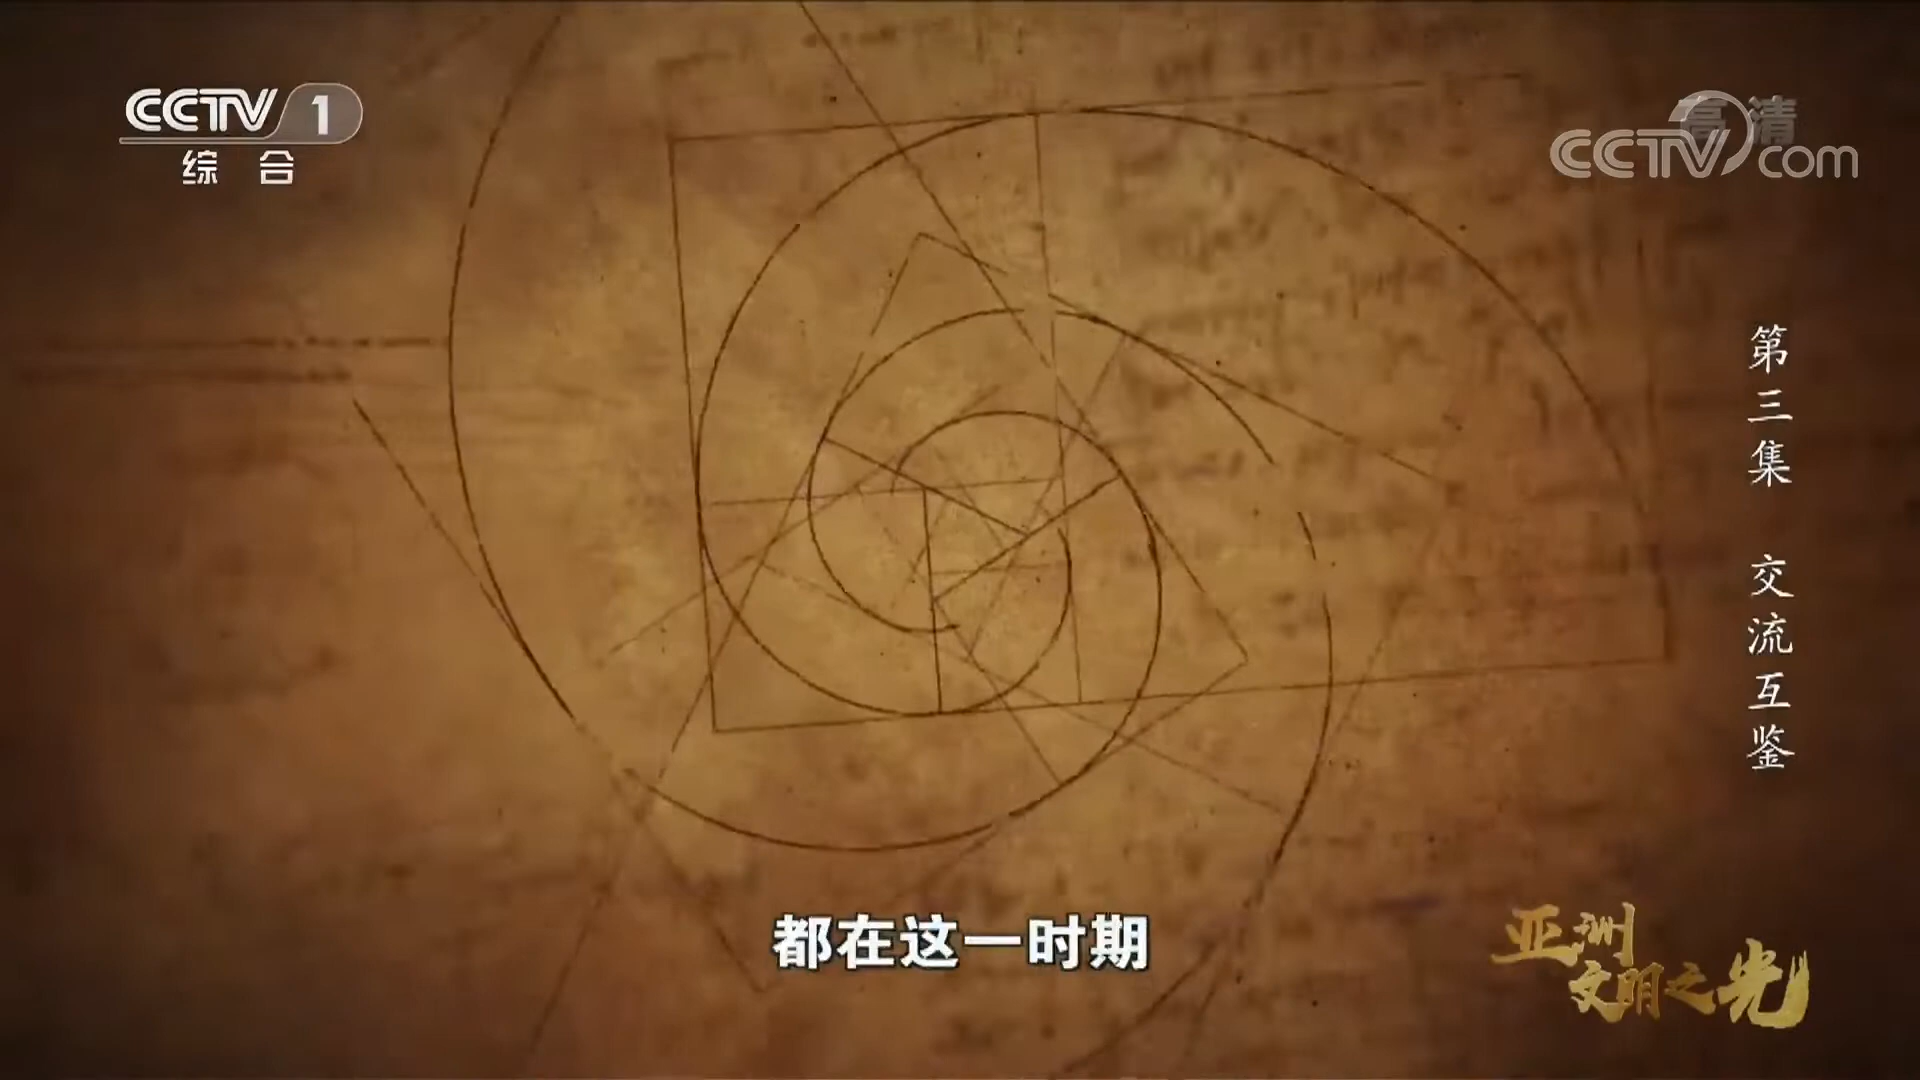 CCTV 1
综合
高清
CCTV com
第三集 交流互鉴
都在这一时期
亚洲
文明之光